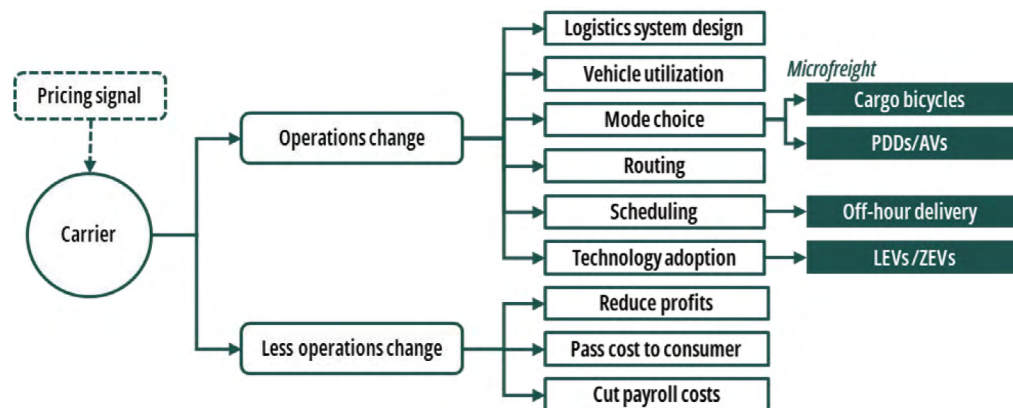 Pricing signal
Carrier
Operations change
Less operations change
Logistics system design
Vehicle utilization
Mode choice
Routing
Scheduling
Technology adoption
Reduce profits
Pass cost to consumer
Cut payroll costs
Microfreight
Cargo bicycles
PDDs/AVs
Off-hour delivery
LEVs/ZEVs